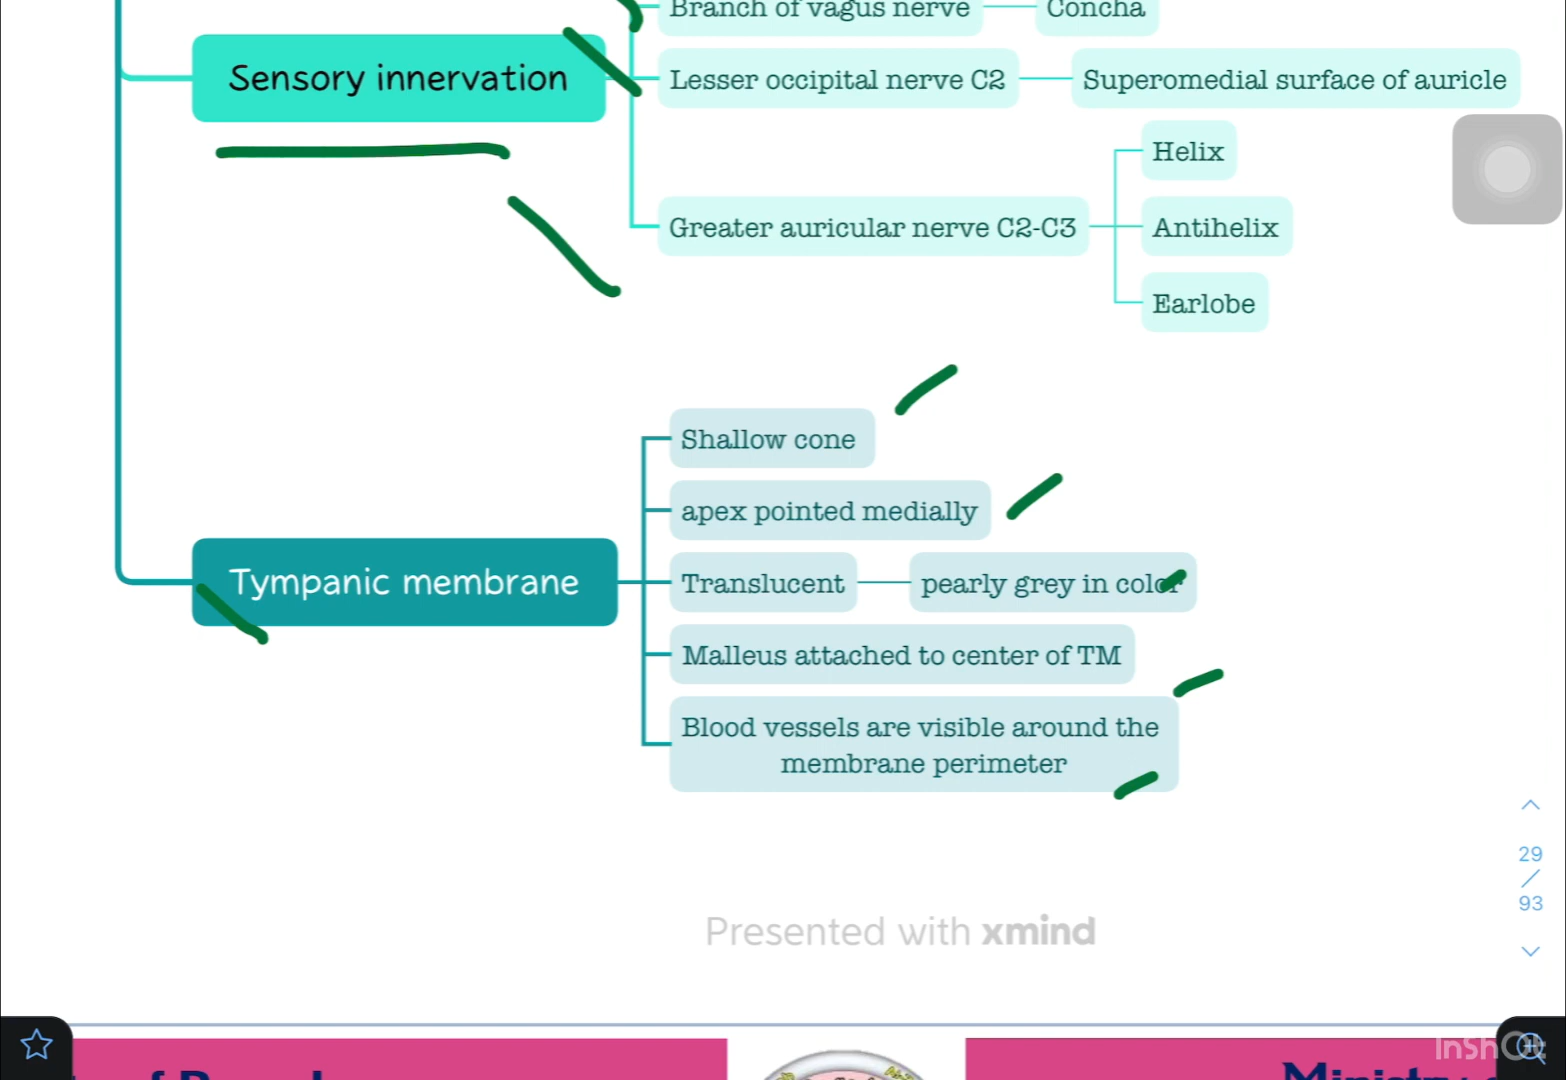 Branch of vagus nerve
Concha
Sensory innervation
Lesser occipital nerve C2
Superomedial surface of auricle
Helix
Greater auricular nerve C2-C3
Antihelix
Earlobe
Shallow cone
apex pointed medially
Tympanic membrane
Translucent
pearly grey in color
Malleus attached to center of TM
Blood vessels are visible around the
membrane perimeter
29
/
93
Presented with xmind
InShOt